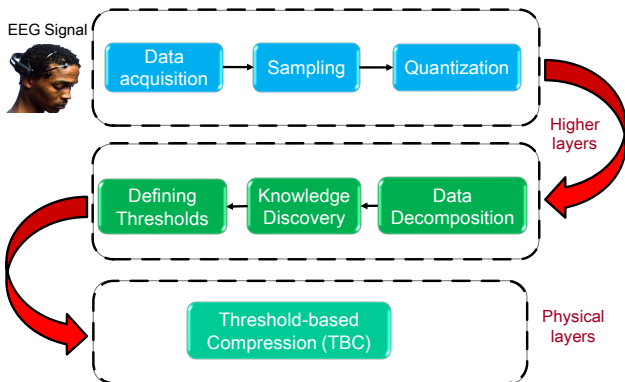 EEG Signal
Data
acquisition
Sampling
Quantization
Higher
layers
Defining
Thresholds
Knowledge
Discovery
Data
Decomposition
Threshold-based
Compression (TBC)
Physical
layers